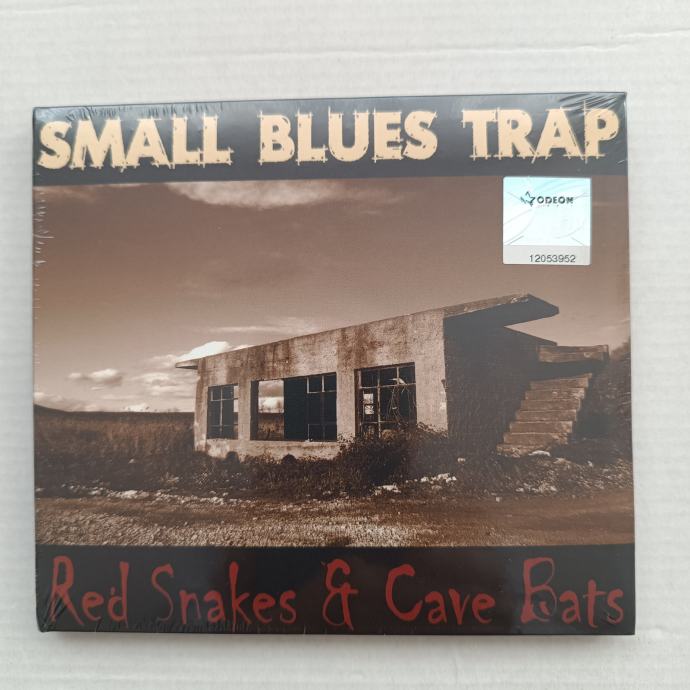 SMALL BLUES TRAP
ODEON
12053952
Red Snakes & Cave Bats